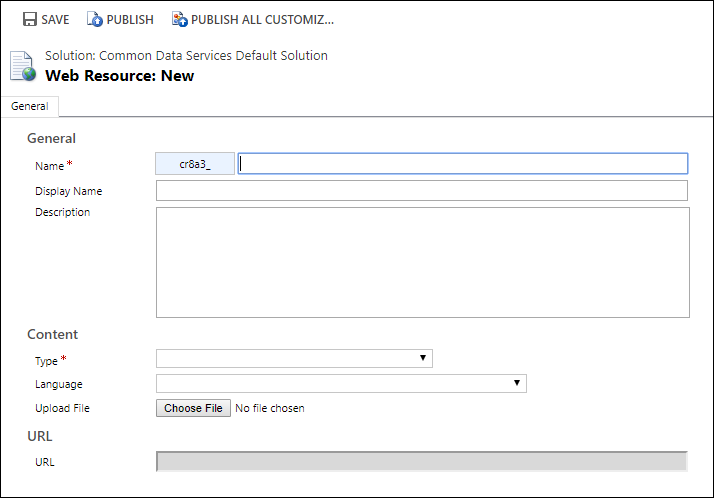 SAVE PUBLISH PUBLISH ALL CUSTOMIZ...
Solution: Common Data Services Default Solution
Web Resource: New
General
General
Name * cr8a3_
Display Name
Description
Content
Type *
Language
Upload File Choose File No file chosen
URL
URL